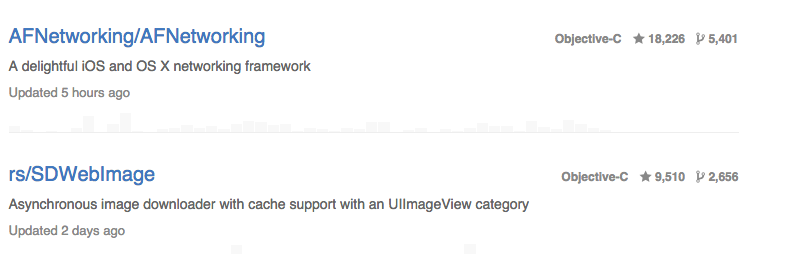 AFNetworking/AFNetworking Objective-C 18,226 5,401
A delightful iOS and OS X networking framework
Updated 5 hours ago
rs/SDWebImage Objective-C 9,510 2,656
Asynchronous image downloader with cache support with an UIImageView category
Updated 2 days ago